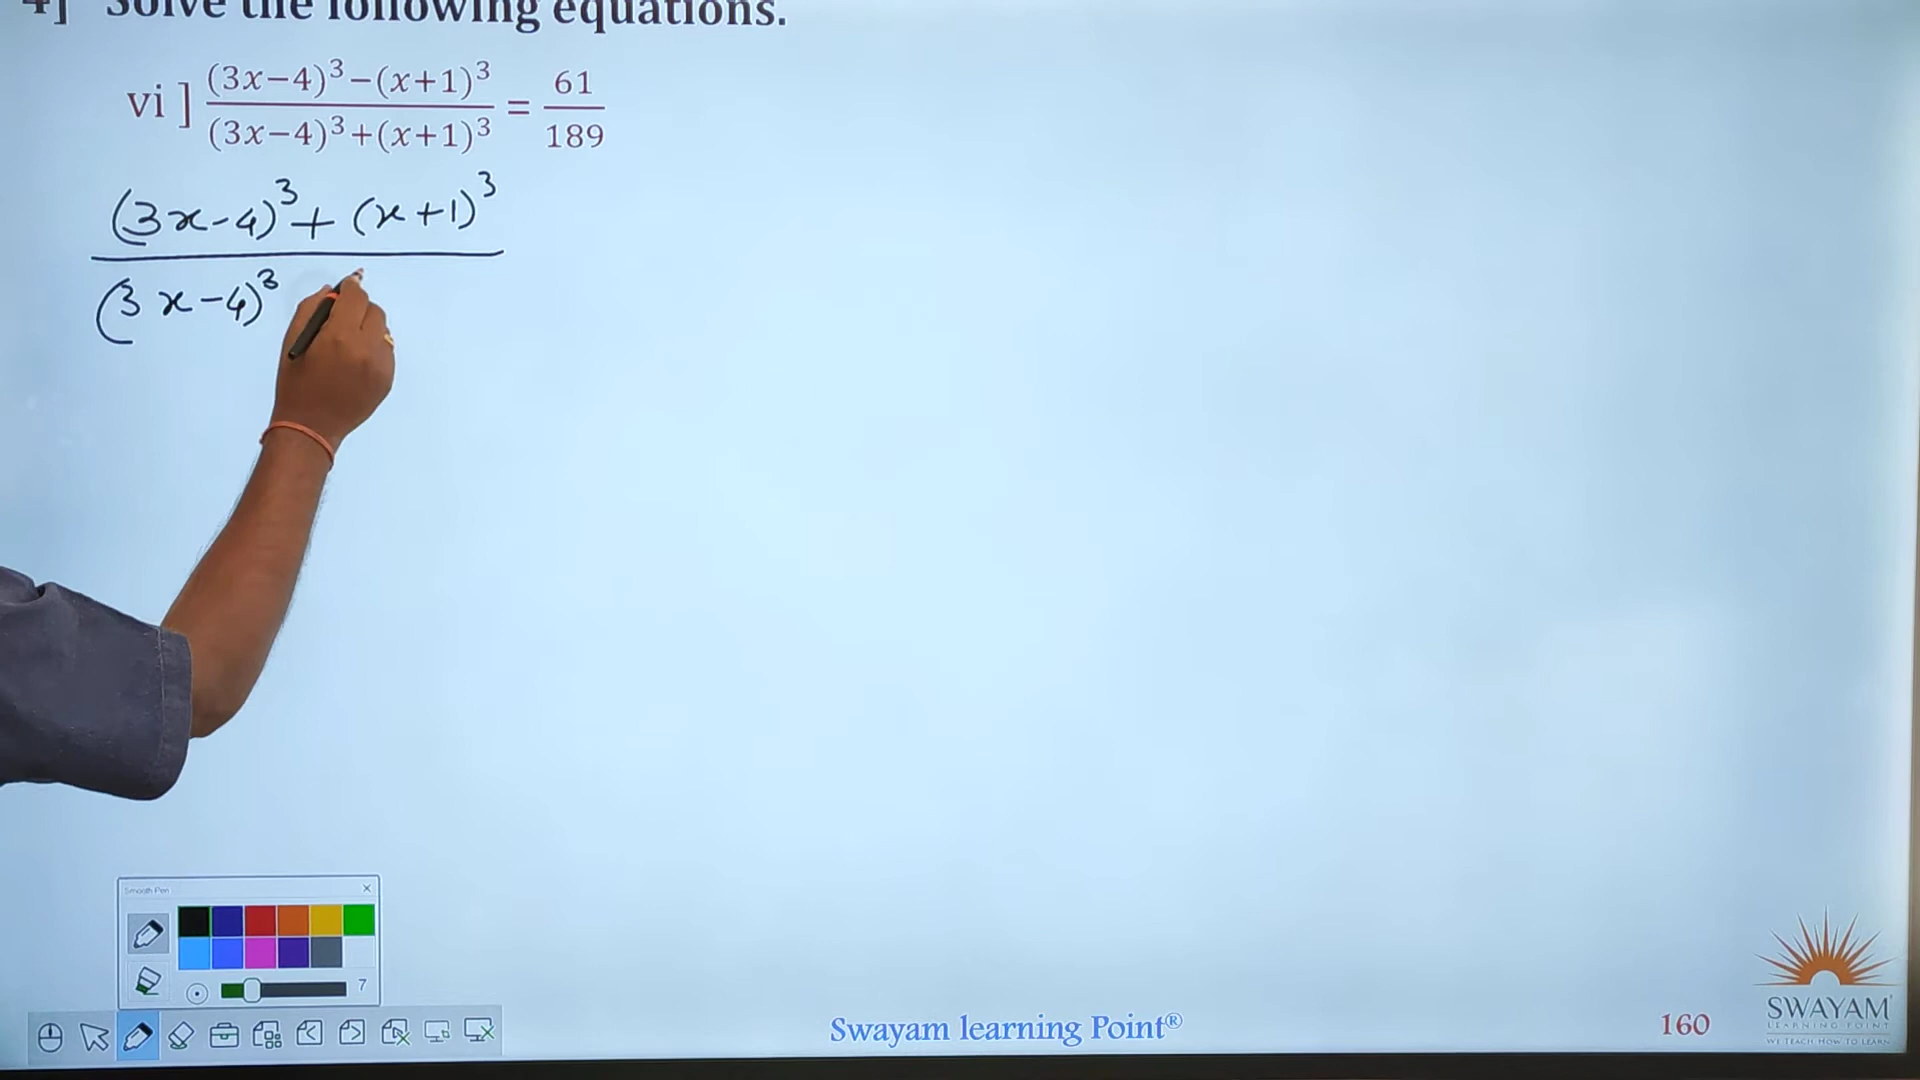 4] Solve the following equations.
vi ] (3x−4)³−(x+1)³ / (3x−4)³+(x+1)³ = 61 / 189
(3x-4)³ + (x+1)³
(3x-4)³
Smooth Pen
7
Swayam learning Point®
160
SWAYAM
LEARNING POINT
WE TEACH HOW TO LEARN